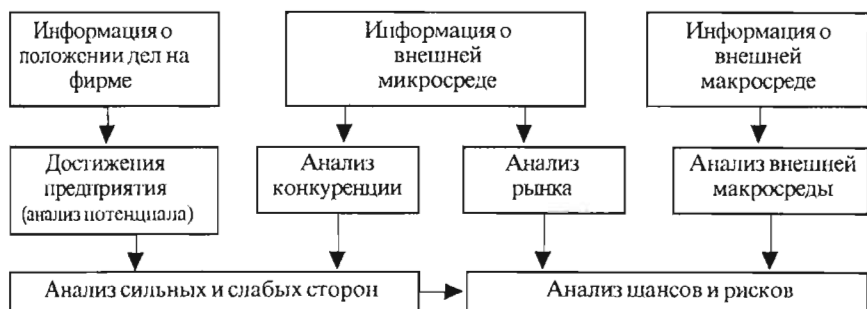 Информация о
положении дел на
фирме
Информация о
внешней
микросреде
Информация о
внешней
макросреде
Достижения
предприятия
(анализ потенциала)
Анализ
конкуренции
Анализ
рынка
Анализ внешней
макросреды
Анализ сильных и слабых сторон
Анализ шансов и рисков